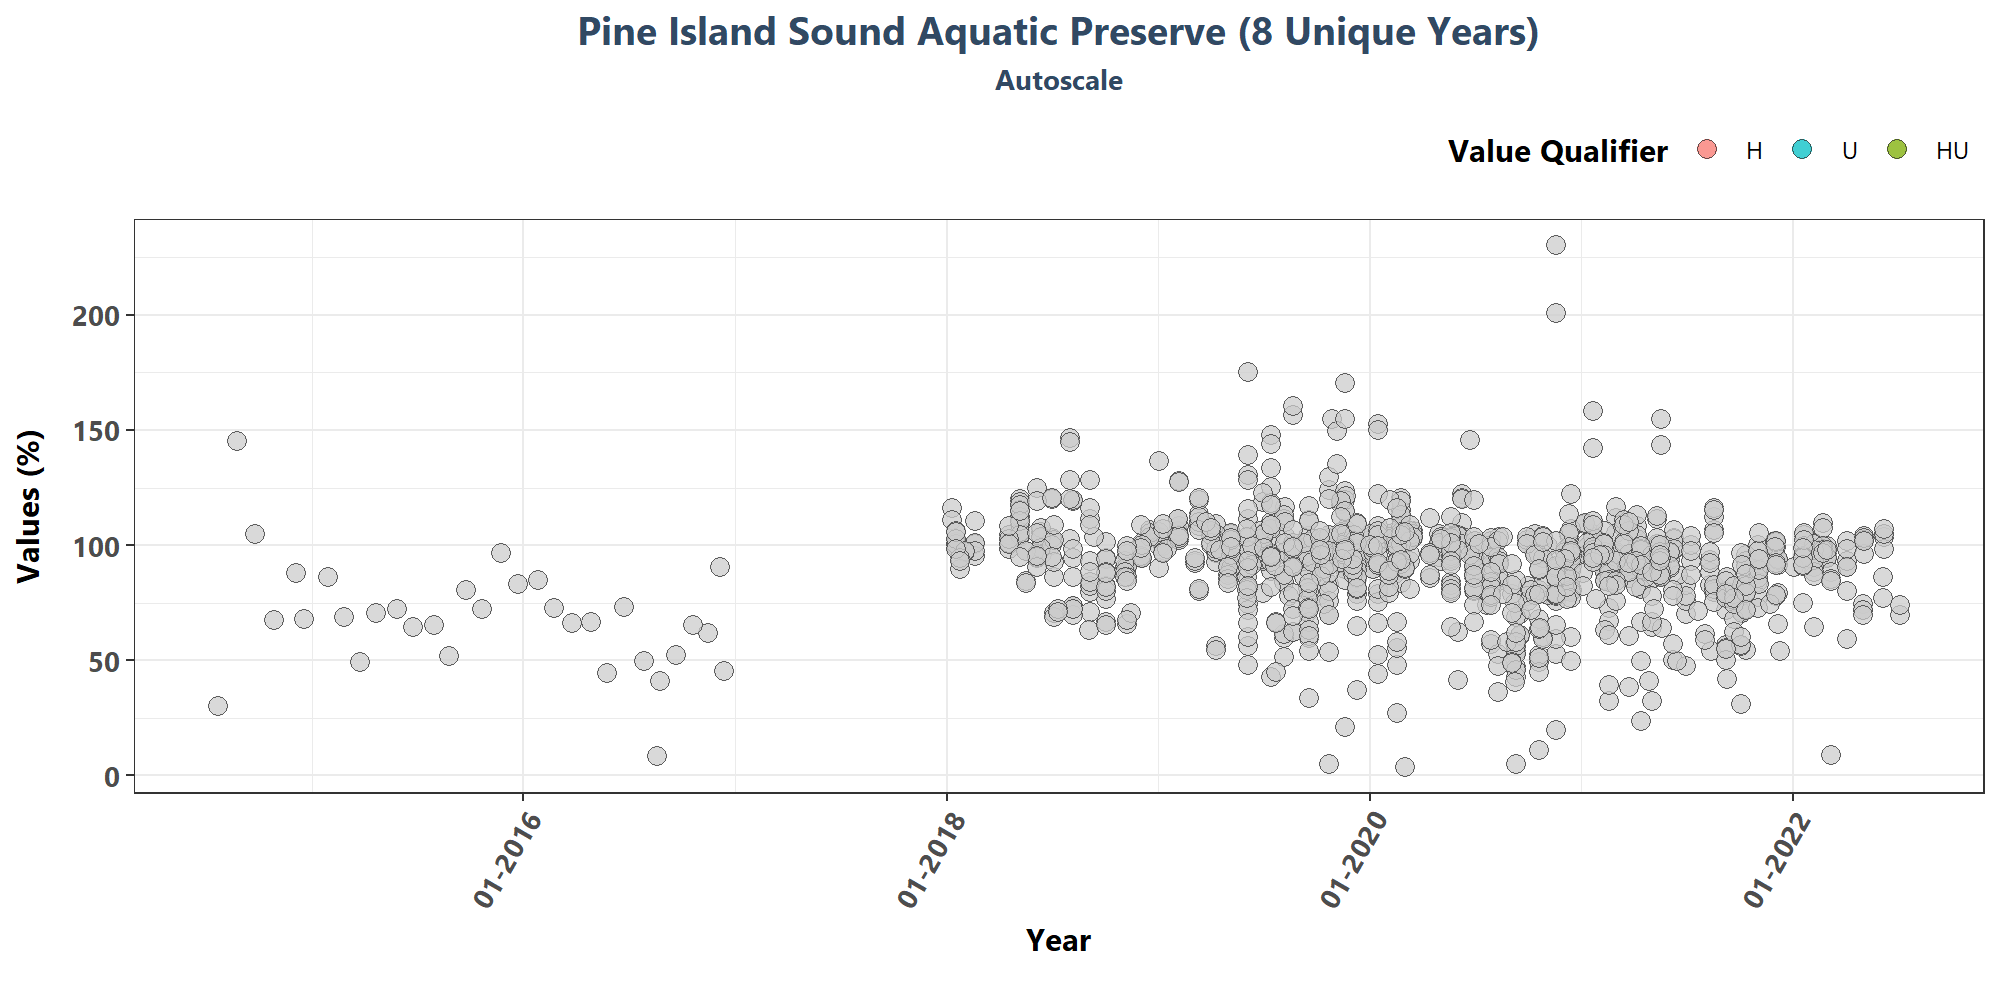 Pine Island Sound Aquatic Preserve (8 Unique Years)
Autoscale
Value Qualifier H U HU
Values (%)
200
150
100
50
0
01-2016
01-2018
01-2020
01-2022
Year